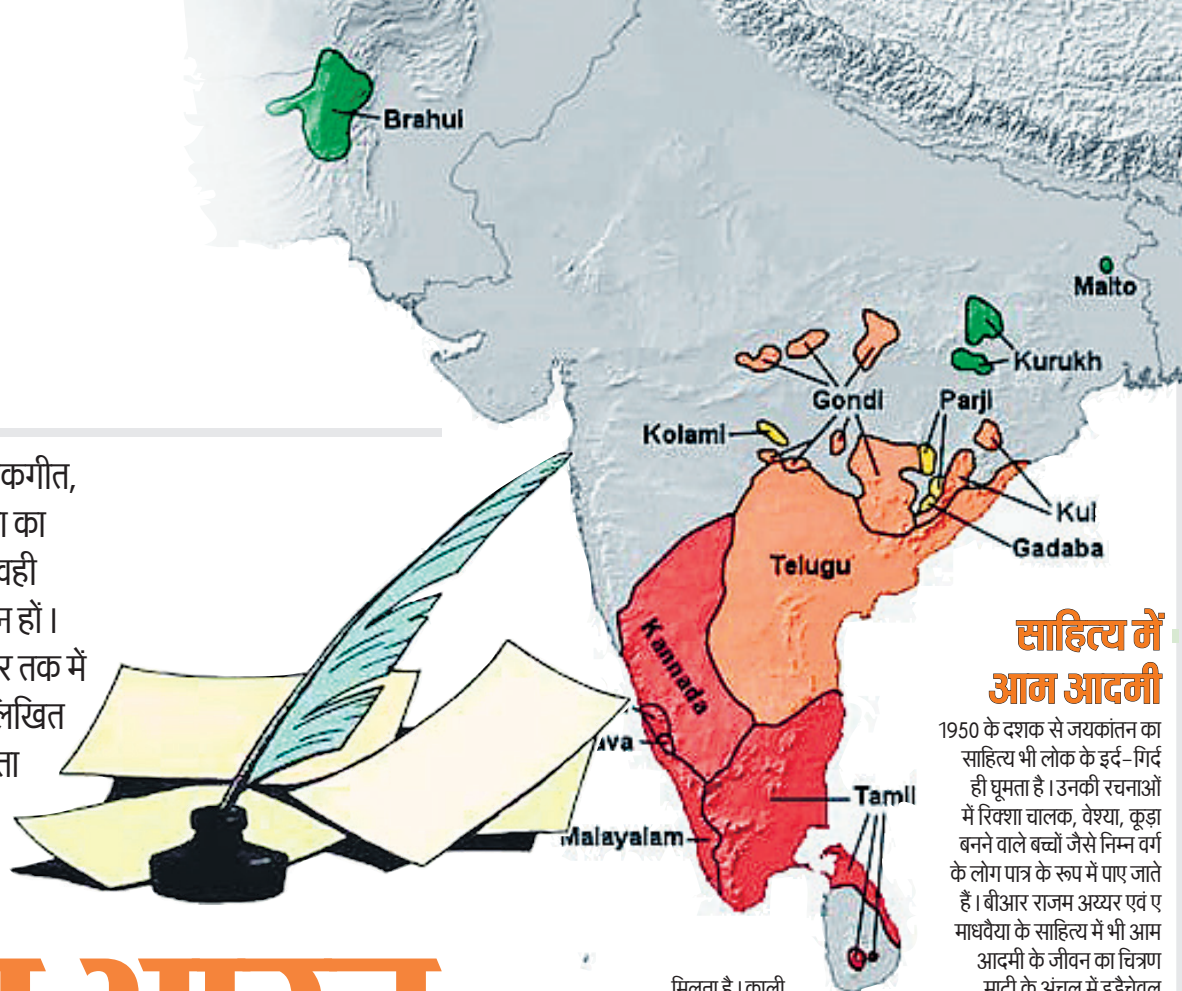 Brahui
Malto
Kurukh
Gondi
Parji
Kolami
Kui
Gadaba
Telugu
Kannada
Tamil
Malayalam
कगीत,
का
वही
न हों।
र तक में
लिखित
ता
साहित्य में
आम आदमी
1950 के दशक से जयकांतन का
साहित्य भी लोक के इर्द-गिर्द
ही घूमता है। उनकी रचनाओं
में रिक्शा चालक, वेश्या, कूड़ा
बनने वाले बच्चों जैसे निम्न वर्ग
के लोग पात्र के रूप में पाए जाते
हैं। बीआर राजम अय्यर एवं ए
माधवैया के साहित्य में भी आम
आदमी के जीवन का चित्रण
मिलता है। काली